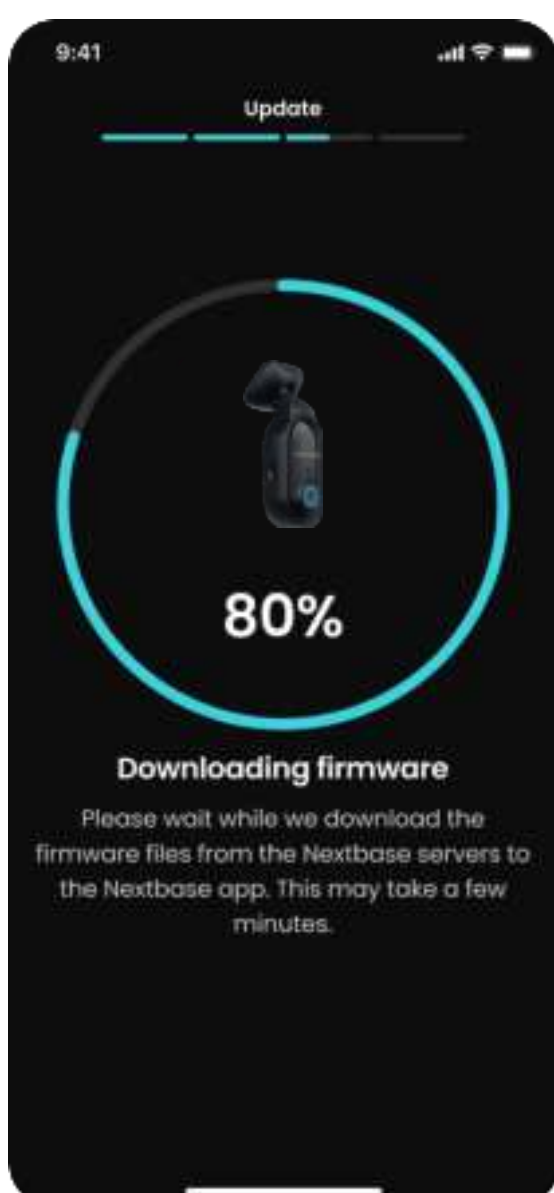 9:41
Update
80%
Downloading firmware
Please wait while we download the
firmware files from the Nextbase servers to
the Nextbase app. This may take a few
minutes.